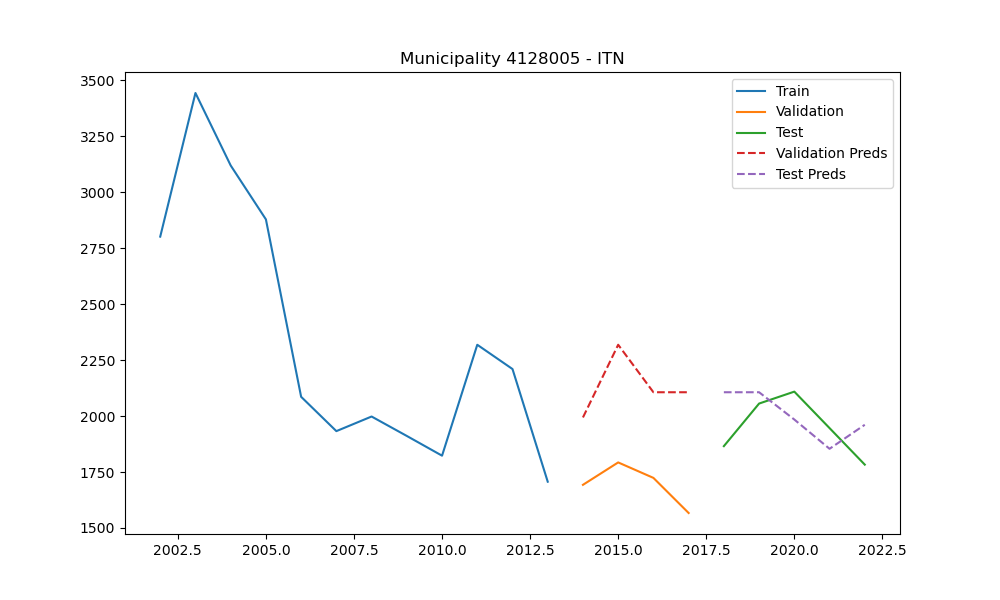 Municipality 4128005 - ITN
3500
3250
3000
2750
2500
2250
2000
1750
1500
2002.5 2005.0 2007.5 2010.0 2012.5 2015.0 2017.5 2020.0 2022.5
Train
Validation
Test
Validation Preds
Test Preds